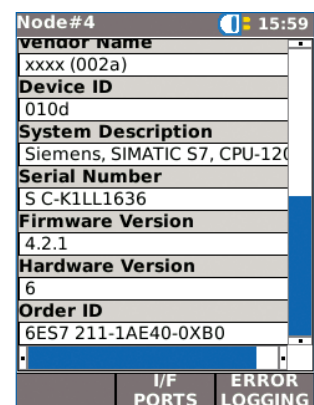 Node#4 15:59
Vendor Name
xxxx (002a)
Device ID
010d
System Description
Siemens, SIMATIC S7, CPU-120
Serial Number
S C-K1LL1636
Firmware Version
4.2.1
Hardware Version
6
Order ID
6ES7 211-1AE40-0XB0
I/F PORTS
ERROR LOGGING